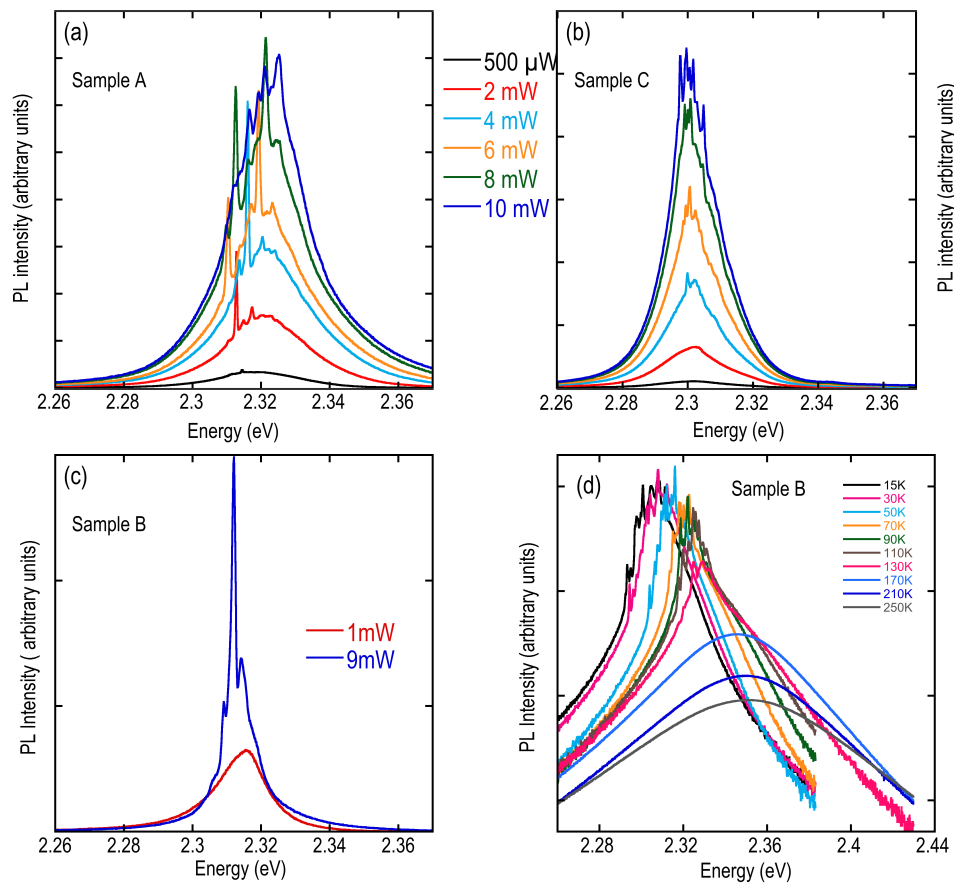 (a)
Sample A
PL intensity (arbitrary units)
2.26 2.28 2.3 2.32 2.34 2.36
Energy (eV)
500 µW
2 mW
4 mW
6 mW
8 mW
10 mW
(b)
Sample C
PL intensity (arbitrary units)
2.26 2.28 2.3 2.32 2.34 2.36
Energy (eV)
(c)
Sample B
PL Intensity ( arbitrary units)
1mW
9mW
2.26 2.28 2.3 2.32 2.34 2.36
Energy (eV)
(d)
Sample B
PL Intensity (arbitrary units)
15K
30K
50K
70K
90K
110K
130K
170K
210K
250K
2.28 2.32 2.36 2.4 2.44
Energy (eV)